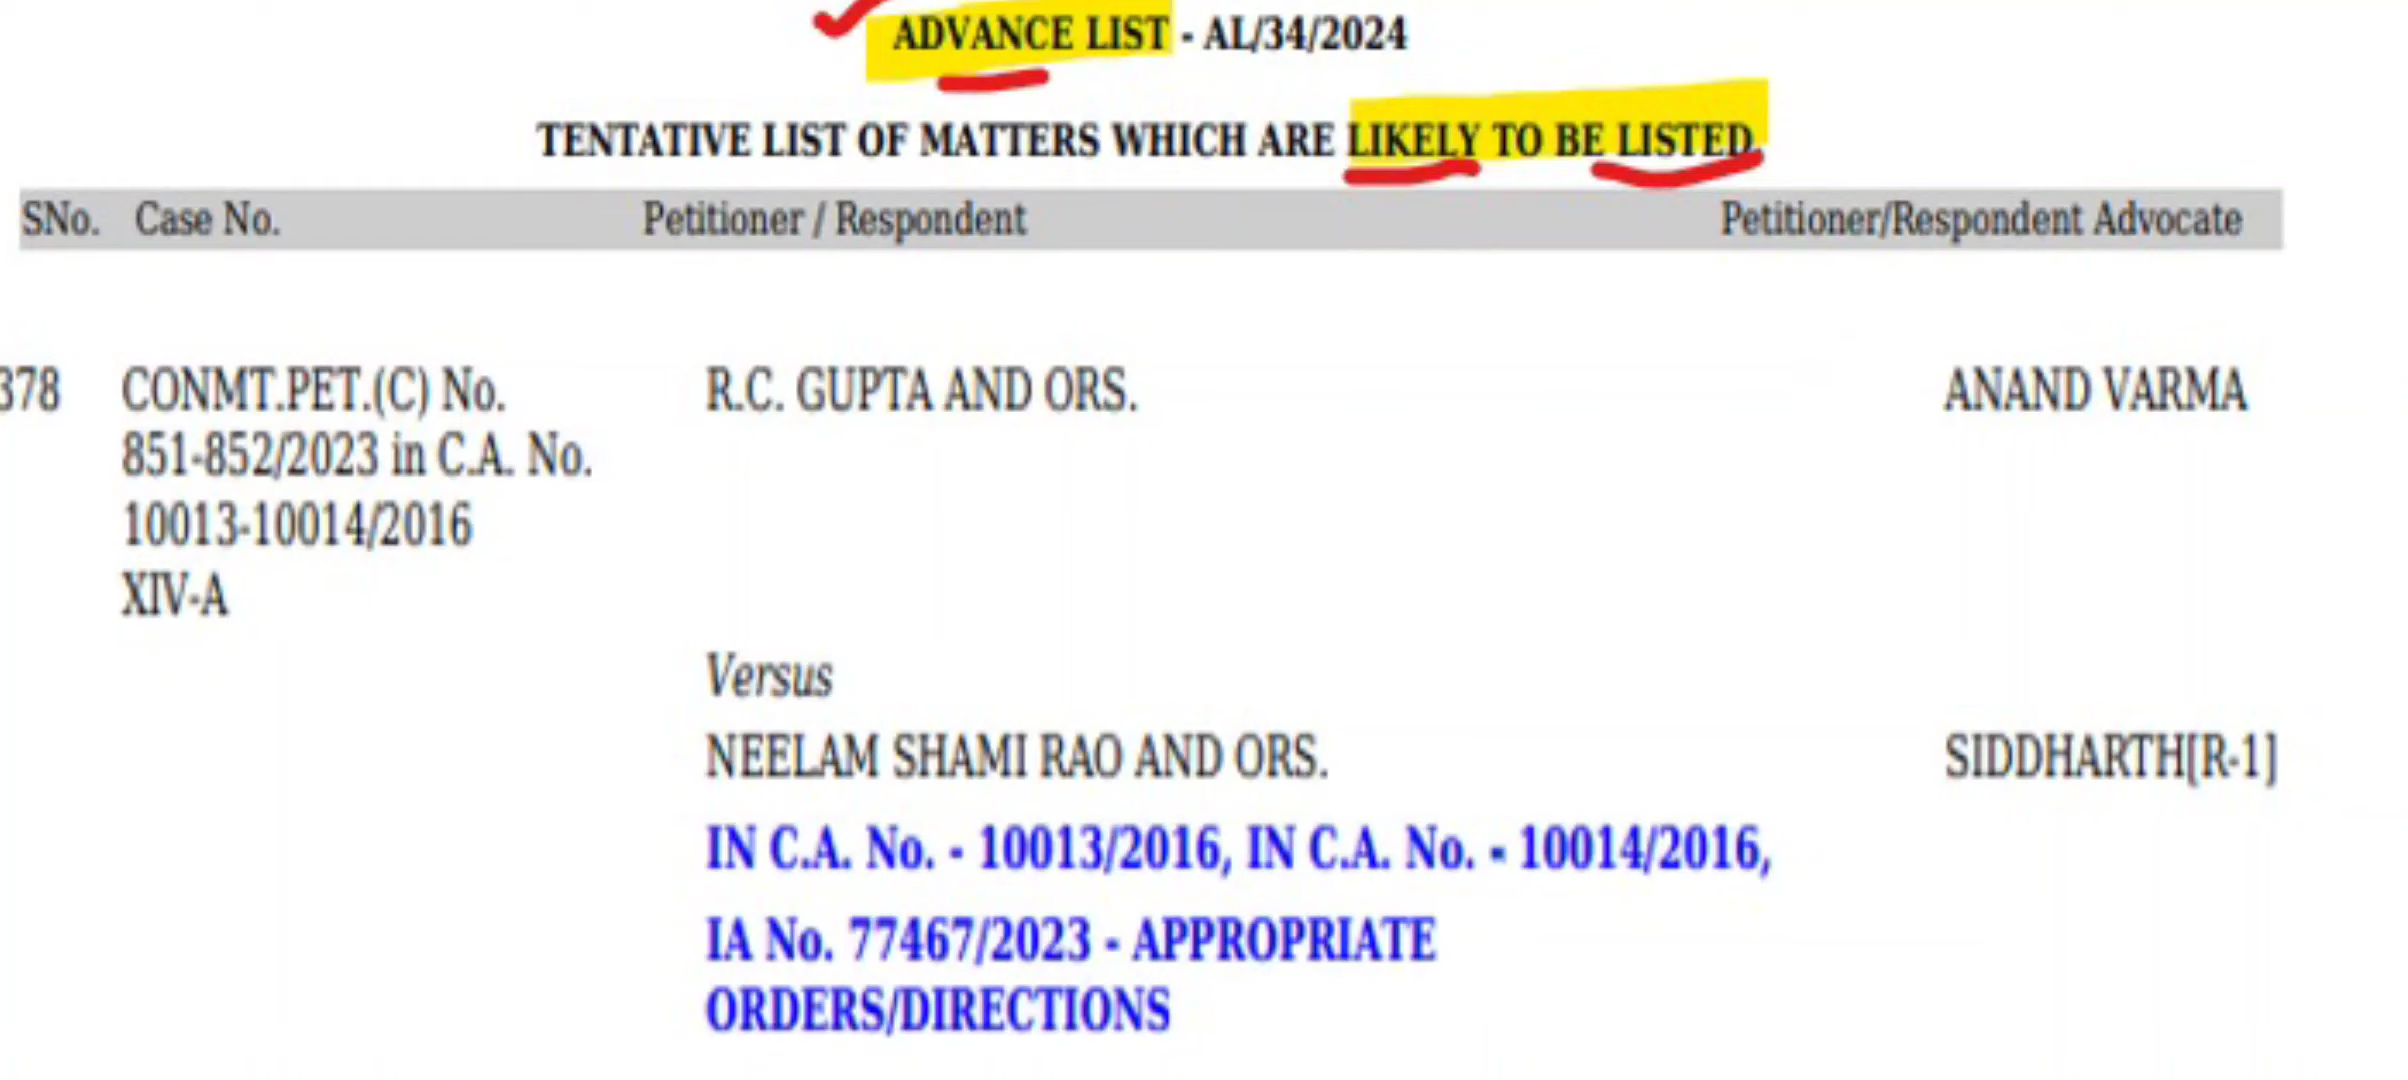 ADVANCE LIST - AL/34/2024
TENTATIVE LIST OF MATTERS WHICH ARE LIKELY TO BE LISTED.
SNo. Case No. Petitioner / Respondent Petitioner/Respondent Advocate
378 CONMT.PET.(C) No. R.C. GUPTA AND ORS. ANAND VARMA
851-852/2023 in C.A. No.
10013-10014/2016
XIV-A
Versus
NEELAM SHAMI RAO AND ORS. SIDDHARTH[R-1]
IN C.A. No. - 10013/2016, IN C.A. No. - 10014/2016,
IA No. 77467/2023 - APPROPRIATE
ORDERS/DIRECTIONS